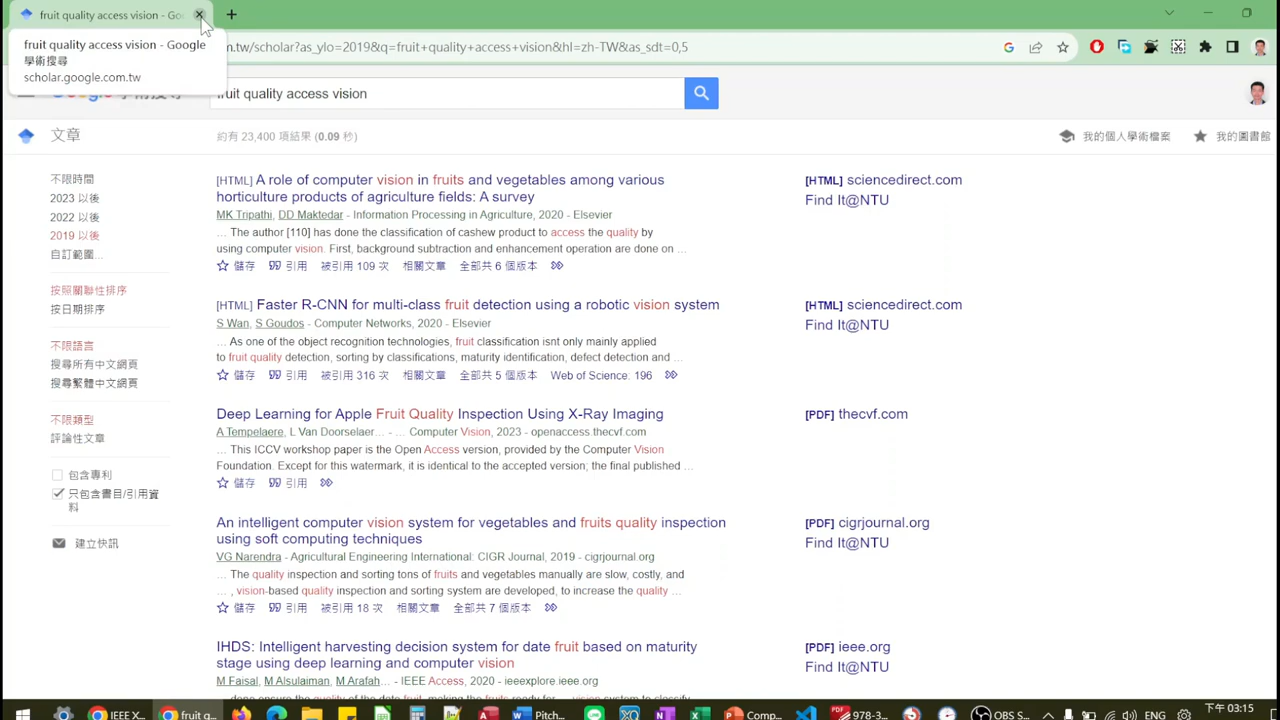 fruit quality access vision - Goo
fruit quality access vision - Google
學術搜尋
scholar.google.com.tw
m.tw/scholar?as_ylo=2019&q=fruit+quality+access+vision&hl=zh-TW&as_sdt=0,5
fruit quality access vision
文章
約有 23,400 項結果 (0.09 秒)
我的個人學術檔案
我的圖書館
不限時間
2023 以後
2022 以後
2019 以後
自訂範圍...
按照關聯性排序
按日期排序
不限語言
搜尋所有中文網頁
搜尋繁體中文網頁
不限類型
評論性文章
包含專利
只包含書目/引用資
料
建立快訊
[HTML] A role of computer vision in fruits and vegetables among various
horticulture products of agriculture fields: A survey
MK Tripathi, DD Maktedar - Information Processing in Agriculture, 2020 - Elsevier
... The author [110] has done the classification of cashew product to access the quality by
using computer vision. First, background subtraction and enhancement operation are done on ...
儲存 引用 被引用 109 次 相關文章 全部共 6 個版本
[HTML] sciencedirect.com
Find It@NTU
[HTML] Faster R-CNN for multi-class fruit detection using a robotic vision system
S Wan, S Goudos - Computer Networks, 2020 - Elsevier
... As one of the object recognition technologies, fruit classification isnt only mainly applied
to fruit quality detection, sorting by classifications, maturity identification, defect detection and ...
儲存 引用 被引用 316 次 相關文章 全部共 5 個版本 Web of Science: 196
[HTML] sciencedirect.com
Find It@NTU
Deep Learning for Apple Fruit Quality Inspection Using X-Ray Imaging
A Tempelaere, L Van Doorselaer... - ... Computer Vision, 2023 - openaccess.thecvf.com
... This ICCV workshop paper is the Open Access version, provided by the Computer Vision
Foundation. Except for this watermark, it is identical to the accepted version; the final published ...
儲存 引用
[PDF] thecvf.com
An intelligent computer vision system for vegetables and fruits quality inspection
using soft computing techniques
VG Narendra - Agricultural Engineering International: CIGR Journal, 2019 - cigrjournal.org
... The quality inspection and sorting tons of fruits and vegetables manually are slow, costly, and
... , vision-based quality inspection and sorting system are developed, to increase the quality ...
儲存 引用 被引用 18 次 相關文章 全部共 7 個版本
[PDF] cigrjournal.org
Find It@NTU
IHDS: Intelligent harvesting decision system for date fruit based on maturity
stage using deep learning and computer vision
M Faisal, M Alsulaiman, M Arafah... - IEEE Access, 2020 - ieeexplore.ieee.org
[PDF] ieee.org
Find It@NTU
IEEE X...
fruit q...
Pitch...
Comp...
978-3...
OBS S...
ENG
下午 03:15